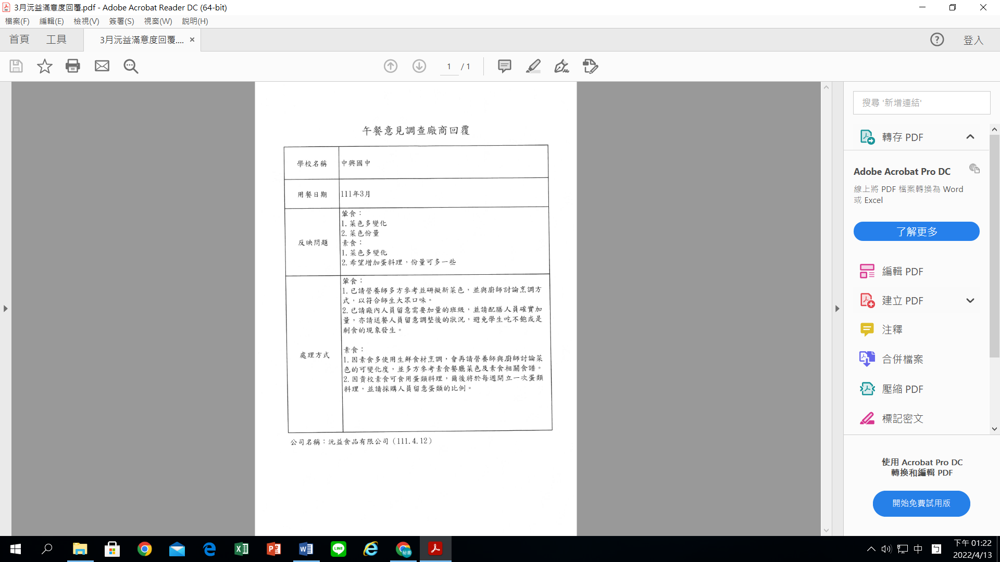 3月沅益滿意度回覆.pdf - Adobe Acrobat Reader DC (64-bit)
檔案(F) 編輯(E) 檢視(V) 簽署(S) 視窗(W) 說明(H)
首頁 工具 3月沅益滿意度回覆.... × 登入
1 / 1
搜尋 '新增連結'
轉存 PDF
Adobe Acrobat Pro DC
線上將 PDF 檔案轉換為 Word
或 Excel
了解更多
編輯 PDF
建立 PDF
注釋
合併檔案
壓縮 PDF
標記密文
使用 Acrobat Pro DC
轉換和編輯 PDF
開始免費試用版
午餐意見調查廠商回覆
學校名稱 中興國中
用餐日期 111年3月
反映問題
葷食：
1.菜色多變化
2.菜色份量
素食：
1.菜色多變化
2.希望增加蛋料理，份量可多一些
處理方式
葷食：
1.已請營養師多方參考並研擬新菜色，並與廚師討論烹調方
式，以符合師生大眾口味。
2.已請廠內人員留意需要加量的班級，並請配膳人員確實加
量，亦請送餐人員留意調整後的狀況，避免學生吃不飽或是
剩食的現象發生。
素食：
1.因素食多使用生鮮食材烹調，會再請營養師與廚師討論菜
色的可變化度，並多方參考素食餐廳菜色及素食相關食譜。
2.因貴校素食可食用蛋類料理，爾後將於每週開立一次蛋類
料理，並請採購人員留意蛋類的比例。
公司名稱：沅益食品有限公司（111.4.12）
LINE
中 ㄅ
下午 01:22
2022/4/13